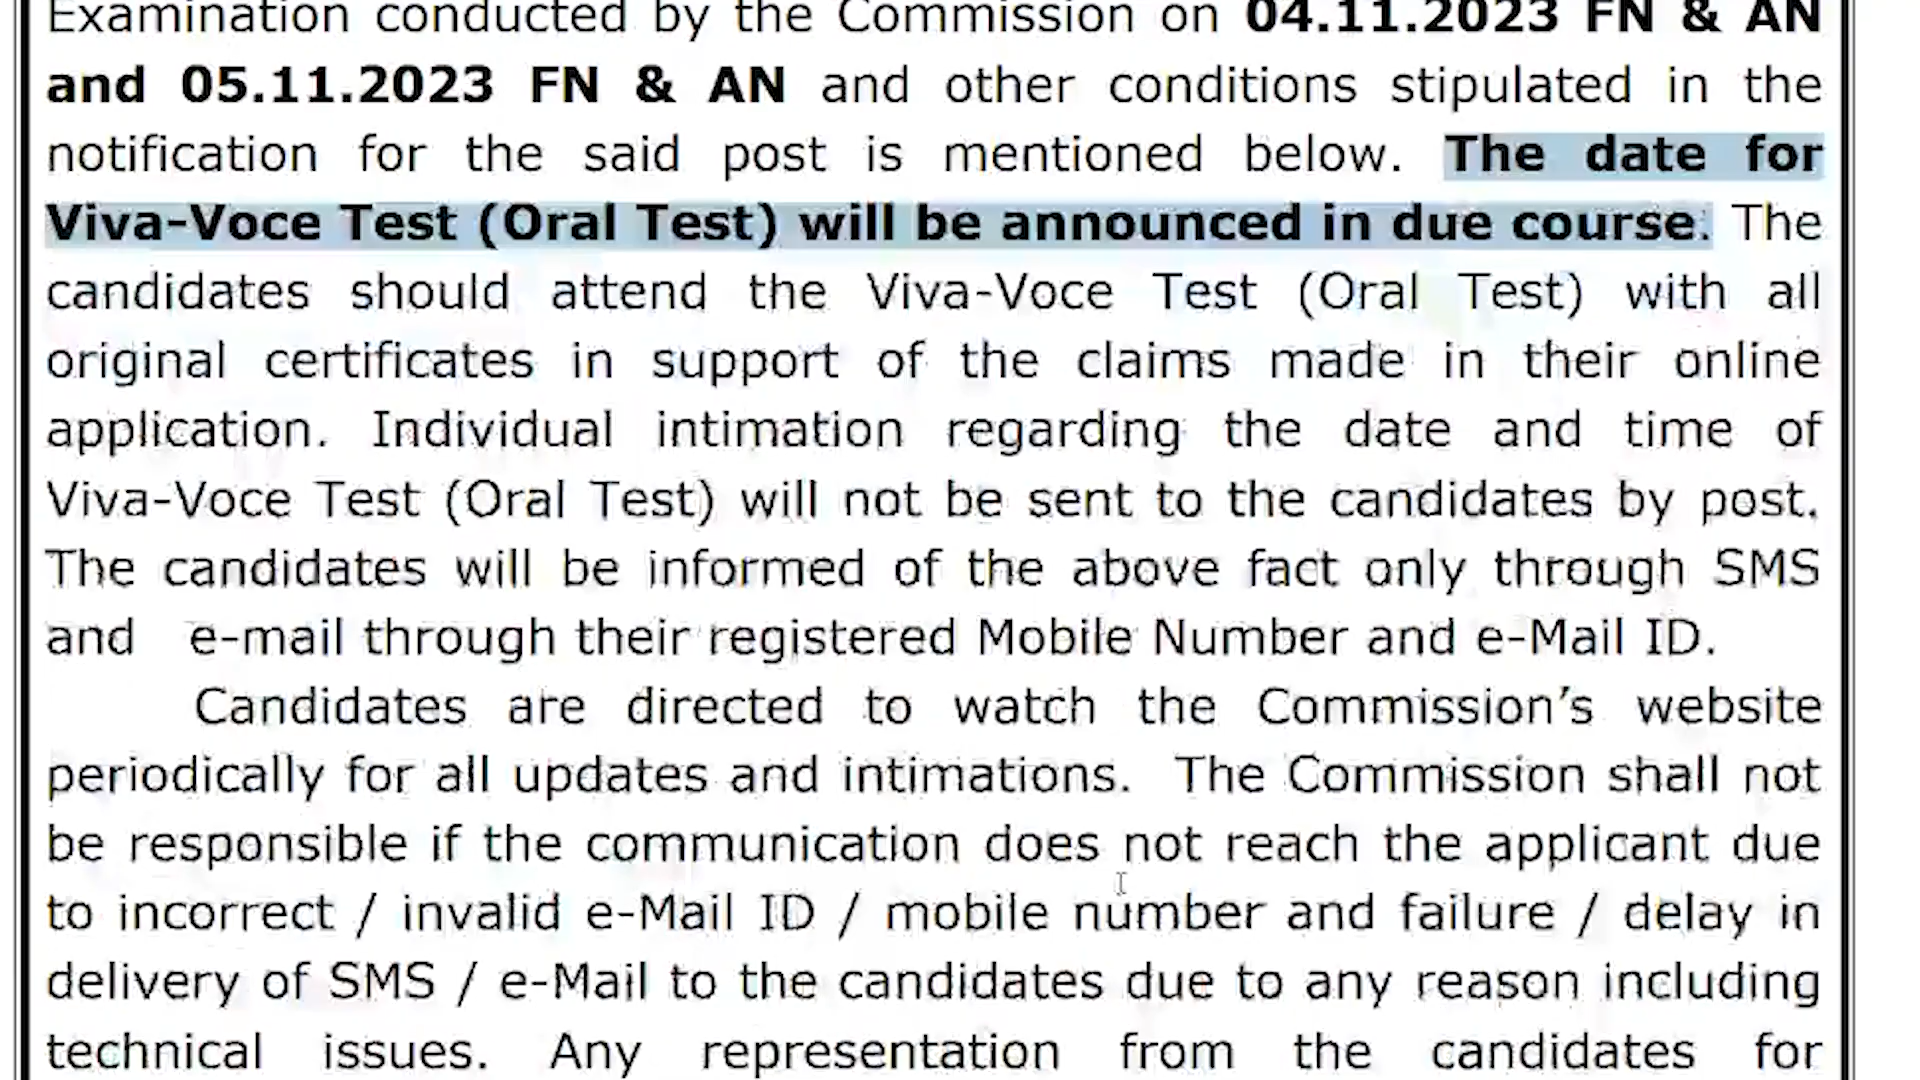 Examination conducted by the Commission on 04.11.2023 FN & AN
and 05.11.2023 FN & AN and other conditions stipulated in the
notification for the said post is mentioned below. The date for
Viva-Voce Test (Oral Test) will be announced in due course. The
candidates should attend the Viva-Voce Test (Oral Test) with all
original certificates in support of the claims made in their online
application. Individual intimation regarding the date and time of
Viva-Voce Test (Oral Test) will not be sent to the candidates by post.
The candidates will be informed of the above fact only through SMS
and e-mail through their registered Mobile Number and e-Mail ID.
Candidates are directed to watch the Commission’s website
periodically for all updates and intimations. The Commission shall not
be responsible if the communication does not reach the applicant due
to incorrect / invalid e-Mail ID / mobile number and failure / delay in
delivery of SMS / e-Mail to the candidates due to any reason including
technical issues. Any representation from the candidates for